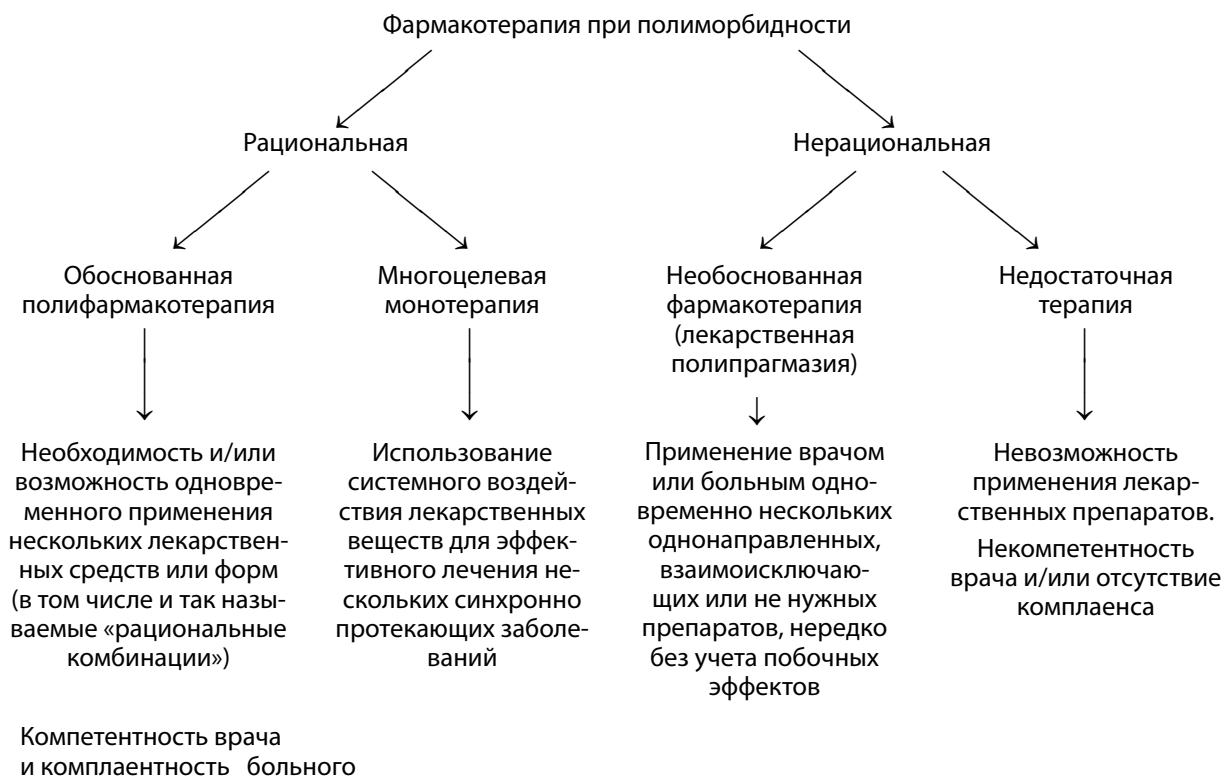 Фармакотерапия при полиморбидности
Рациональная
Нерациональная
Обоснованная
полифармакотерапия
Многоцелевая
монотерапия
Необоснованная
фармакотерапия
(лекарственная
полипрагмазия)
Недостаточная
терапия
Необходимость и/или
возможность одновре-
менного применения
нескольких лекарствен-
ных средств или форм
(в том числе и так назы-
ваемые «рациональные
комбинации»)
Использование
системного воздей-
ствия лекарственных
веществ для эффек-
тивного лечения не-
скольких синхронно
протекающих заболе-
ваний
Применение врачом
или больным одно-
временно нескольких
однонаправленных,
взаимоисключаю-
щих или не нужных
препаратов, нередко
без учета побочных
эффектов
Невозможность
применения лекар-
ственных препаратов.
Некомпетентность
врача и/или отсутствие
комплаенса
Компетентность врача
и комплаентность больного